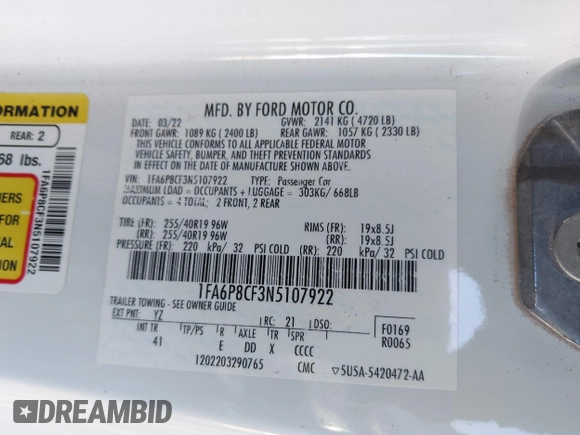 ORMATION
REAR: 2
68 lbs.
1FA6P8CF3N5107922
MFD. BY FORD MOTOR CO.
03/22 GVWR: 2141 KG ( 4720 LB)
FRONT GAWR: 1089 KG ( 2400 LB) REAR GAWR: 1057 KG ( 2330 LB)
THIS VEHICLE CONFORMS TO ALL APPLICABLE FEDERAL MOTOR
VEHICLE SAFETY, BUMPER, AND THEFT PREVENTION STANDARDS
IN EFFECT ON THE DATE OF MANUFACTURE SHOWN ABOVE.
VIN: 1FA6P8CF3N5107922 TYPE: Passenger Car
MAXIMUM LOAD = OCCUPANTS + LUGGAGE = 303KG/ 668LB
OCCUPANTS = 4 TOTAL; 2 FRONT, 2 REAR
TIRE (FR): 255/40R19 96W RIMS (FR): 19x8.5J
(RR): 255/40R19 96W (RR): 19x8.5J
PRESSURE (FR): 220 kPa/ 32 PSI COLD (RR): 220 kPa/ 32 PSI COLD
1FA6P8CF3N5107922
TRAILER TOWING - SEE OWNER GUIDE
EXT PNT: YZ RC: 21 DSO: F0169
INT TR TP/PS R AXLE TR SPR R0065
41 E DD X CCCC
1202203290765 CMC ▽5U5A-5420472-AA
INERS
FOR
NAL
ION
DREAMBID